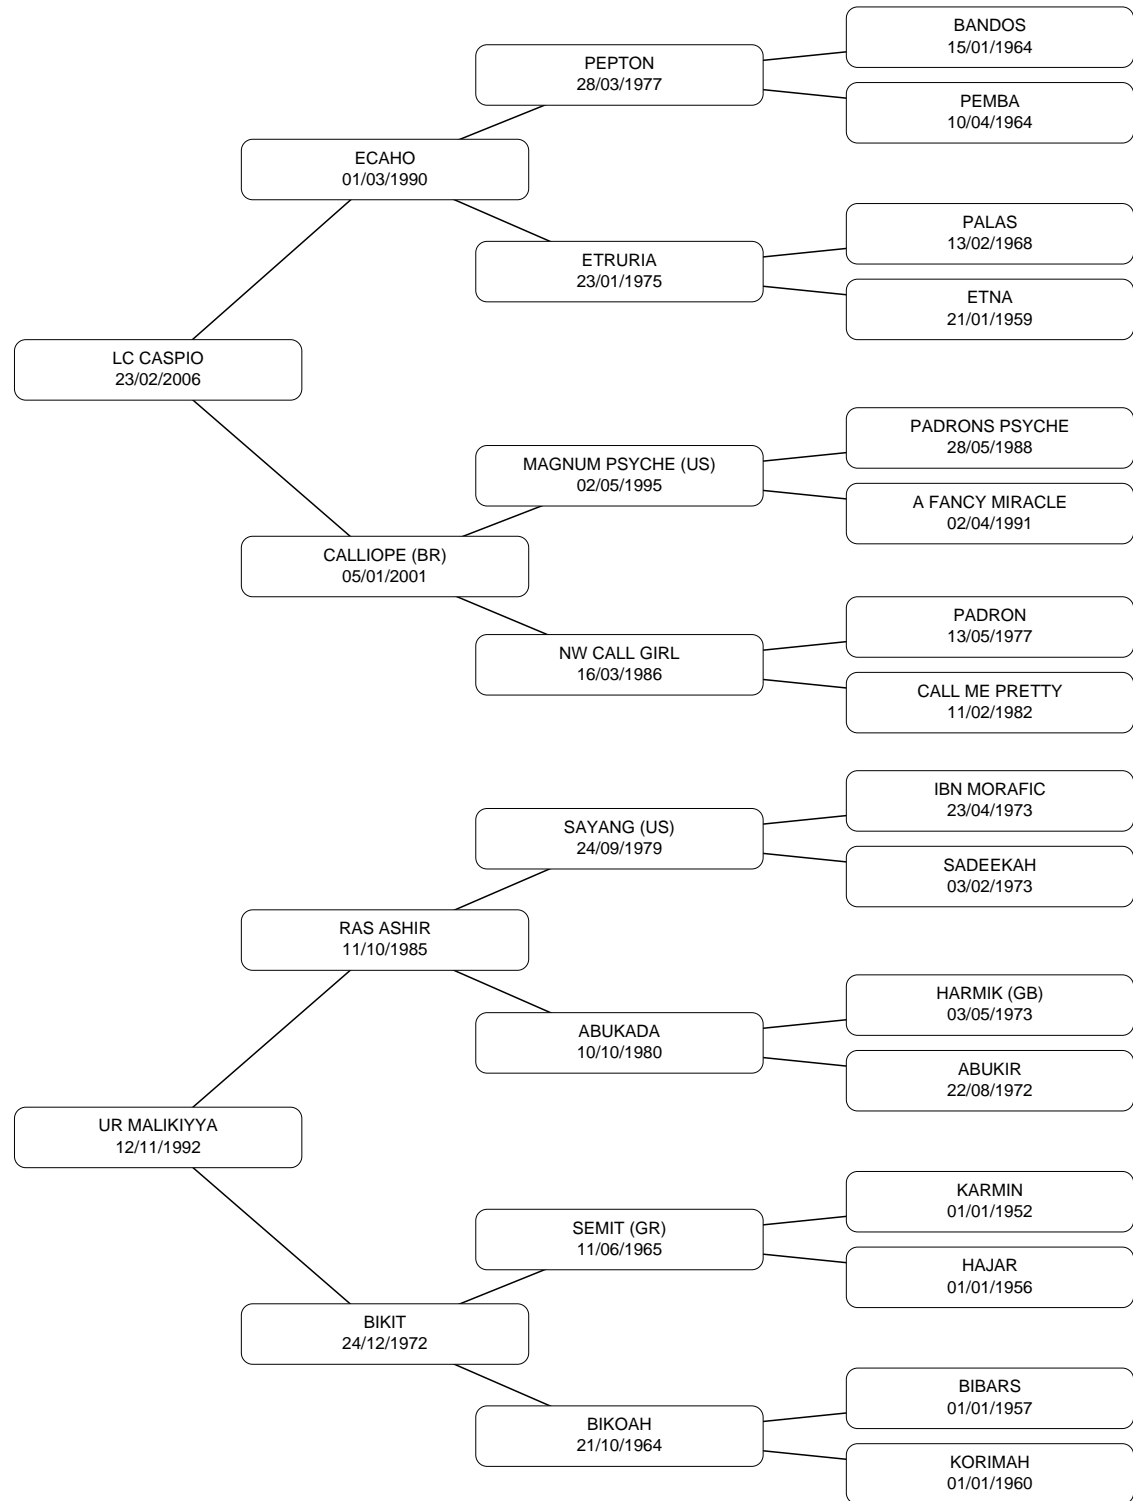 BANDOS
15/01/1964
PEPTON
28/03/1977
PEMBA
10/04/1964
ECAHO
01/03/1990
PALAS
13/02/1968
ETRURIA
23/01/1975
ETNA
21/01/1959
LC CASPIO
23/02/2006
PADRONS PSYCHE
28/05/1988
MAGNUM PSYCHE (US)
02/05/1995
A FANCY MIRACLE
02/04/1991
CALLIOPE (BR)
05/01/2001
PADRON
13/05/1977
NW CALL GIRL
16/03/1986
CALL ME PRETTY
11/02/1982
IBN MORAFIC
23/04/1973
SAYANG (US)
24/09/1979
SADEEKAH
03/02/1973
RAS ASHIR
11/10/1985
HARMIK (GB)
03/05/1973
ABUKADA
10/10/1980
ABUKIR
22/08/1972
UR MALIKIYYA
12/11/1992
KARMIN
01/01/1952
SEMIT (GR)
11/06/1965
HAJAR
01/01/1956
BIKIT
24/12/1972
BIBARS
01/01/1957
BIKOAH
21/10/1964
KORIMAH
01/01/1960